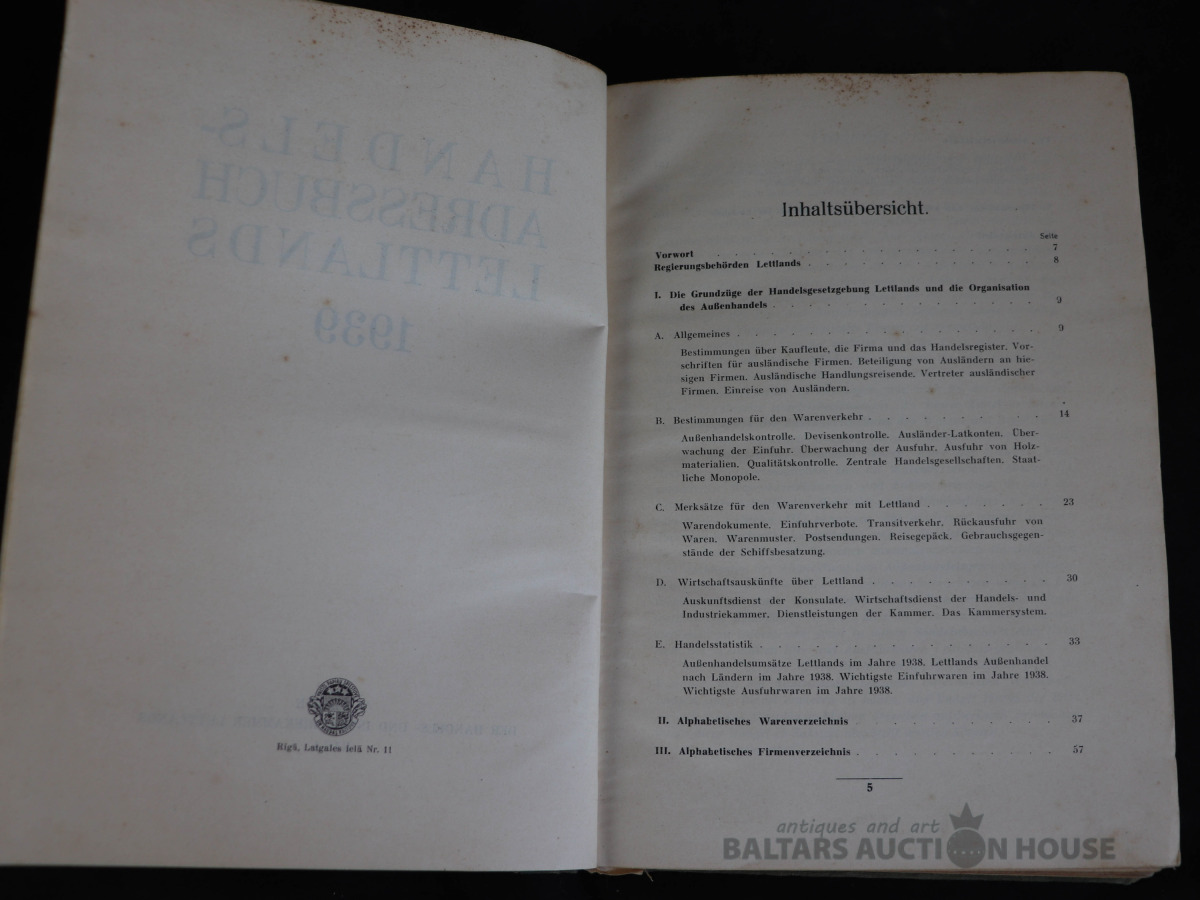 HANDELS-
ADRESSBUCH
LETTLANDS
1939
Rīgā, Latgales ielā Nr. 11
Inhaltsübersicht.
Seite
Vorwort . . . . . . . . . . . . . . . . . . 7
Regierungsbehörden Lettlands . . . . . . . . . . . . . 8
I. Die Grundzüge der Handelsgesetzgebung Lettlands und die Organisation
des Außenhandels . . . . . . . . . . . . . . . 9
A. Allgemeines . . . . . . . . . . . . . . . . 9
Bestimmungen über Kaufleute, die Firma und das Handelsregister. Vor-
schriften für ausländische Firmen. Beteiligung von Ausländern an hie-
sigen Firmen. Ausländische Handlungsreisende. Vertreter ausländischer
Firmen. Einreise von Ausländern.
B. Bestimmungen für den Warenverkehr . . . . . . . . . . 14
Außenhandelskontrolle. Devisenkontrolle. Ausländer-Latkonten. Über-
wachung der Einfuhr. Überwachung der Ausfuhr. Ausfuhr von Holz-
materialien. Qualitätskontrolle. Zentrale Handelsgesellschaften. Staat-
liche Monopole.
C. Merksätze für den Warenverkehr mit Lettland . . . . . . . 23
Warendokumente. Einfuhrverbote. Transitverkehr. Rückausfuhr von
Waren. Warenmuster. Postsendungen. Reisegepäck. Gebrauchsgegen-
stände der Schiffsbesatzung.
D. Wirtschaftsauskünfte über Lettland . . . . . . . . . . 30
Auskunftsdienst der Konsulate. Wirtschaftsdienst der Handels- und
Industriekammer. Dienstleistungen der Kammer. Das Kammersystem.
E. Handelsstatistik . . . . . . . . . . . . . . . . 33
Außenhandelsumsätze Lettlands im Jahre 1938. Lettlands Außenhandel
nach Ländern im Jahre 1938. Wichtigste Einfuhrwaren im Jahre 1938.
Wichtigste Ausfuhrwaren im Jahre 1938.
II. Alphabetisches Warenverzeichnis . . . . . . . . . . . 37
III. Alphabetisches Firmenverzeichnis . . . . . . . . . . . 57
5
antiques and art
BALTARS AUCTION HOUSE